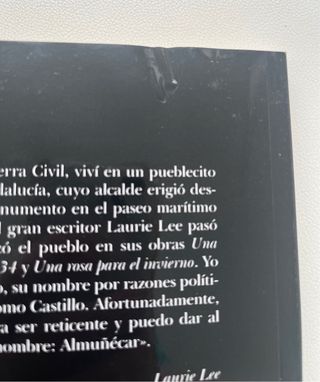 erra Civil, viví en un pueblecito
dalucía, cuyo alcalde erigió des-
numento en el paseo marítimo
l gran escritor Laurie Lee pasó
zó el pueblo en sus obras Una
34 y Una rosa para el invierno. Yo
o, su nombre por razones políti-
omo Castillo. Afortunadamente,
a ser reticente y puedo dar al
nombre: Almuñécar».
Laurie Lee